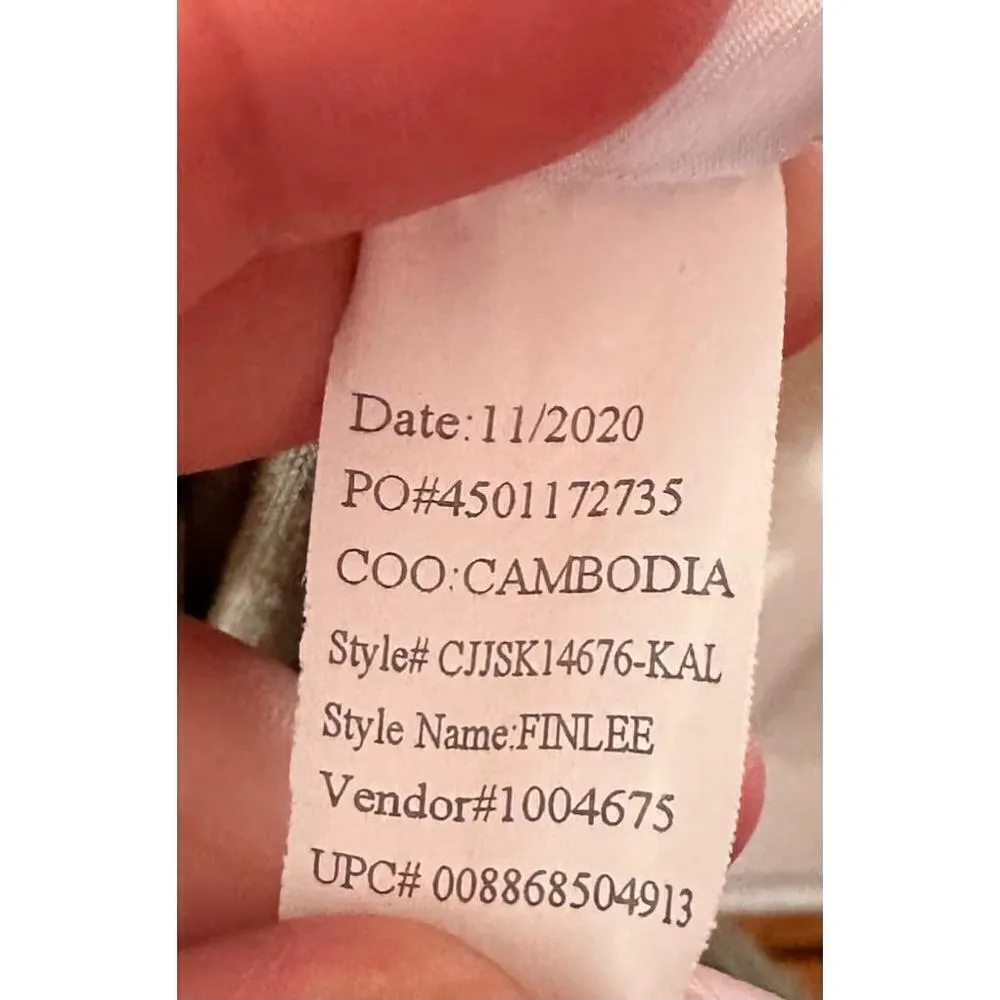 Date:11/2020
PO#4501172735
COO:CAMBODIA
Style# CJJSK14676-KAL
Style Name:FINLEE
Vendor#1004675
UPC# 008868504913